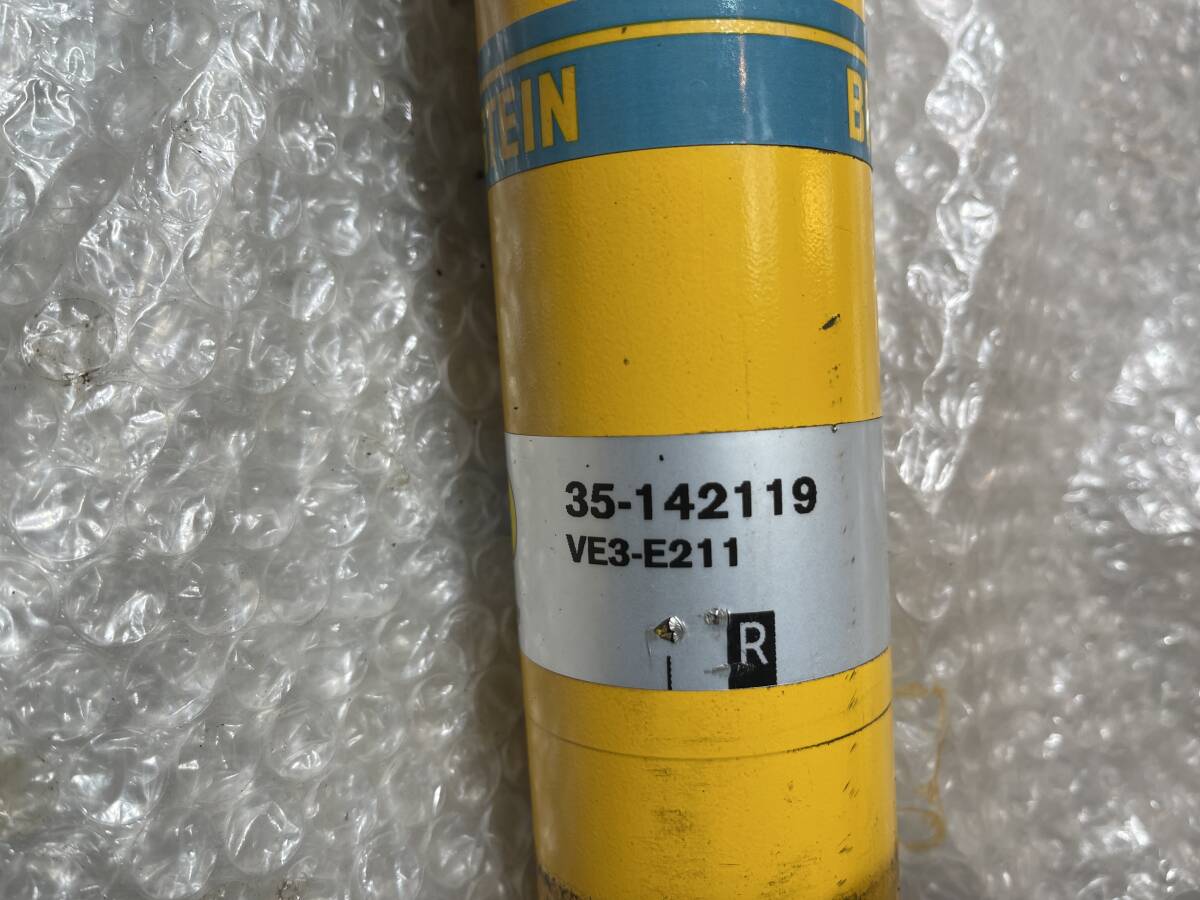 TEIN B
35-142119
VE3-E211
R